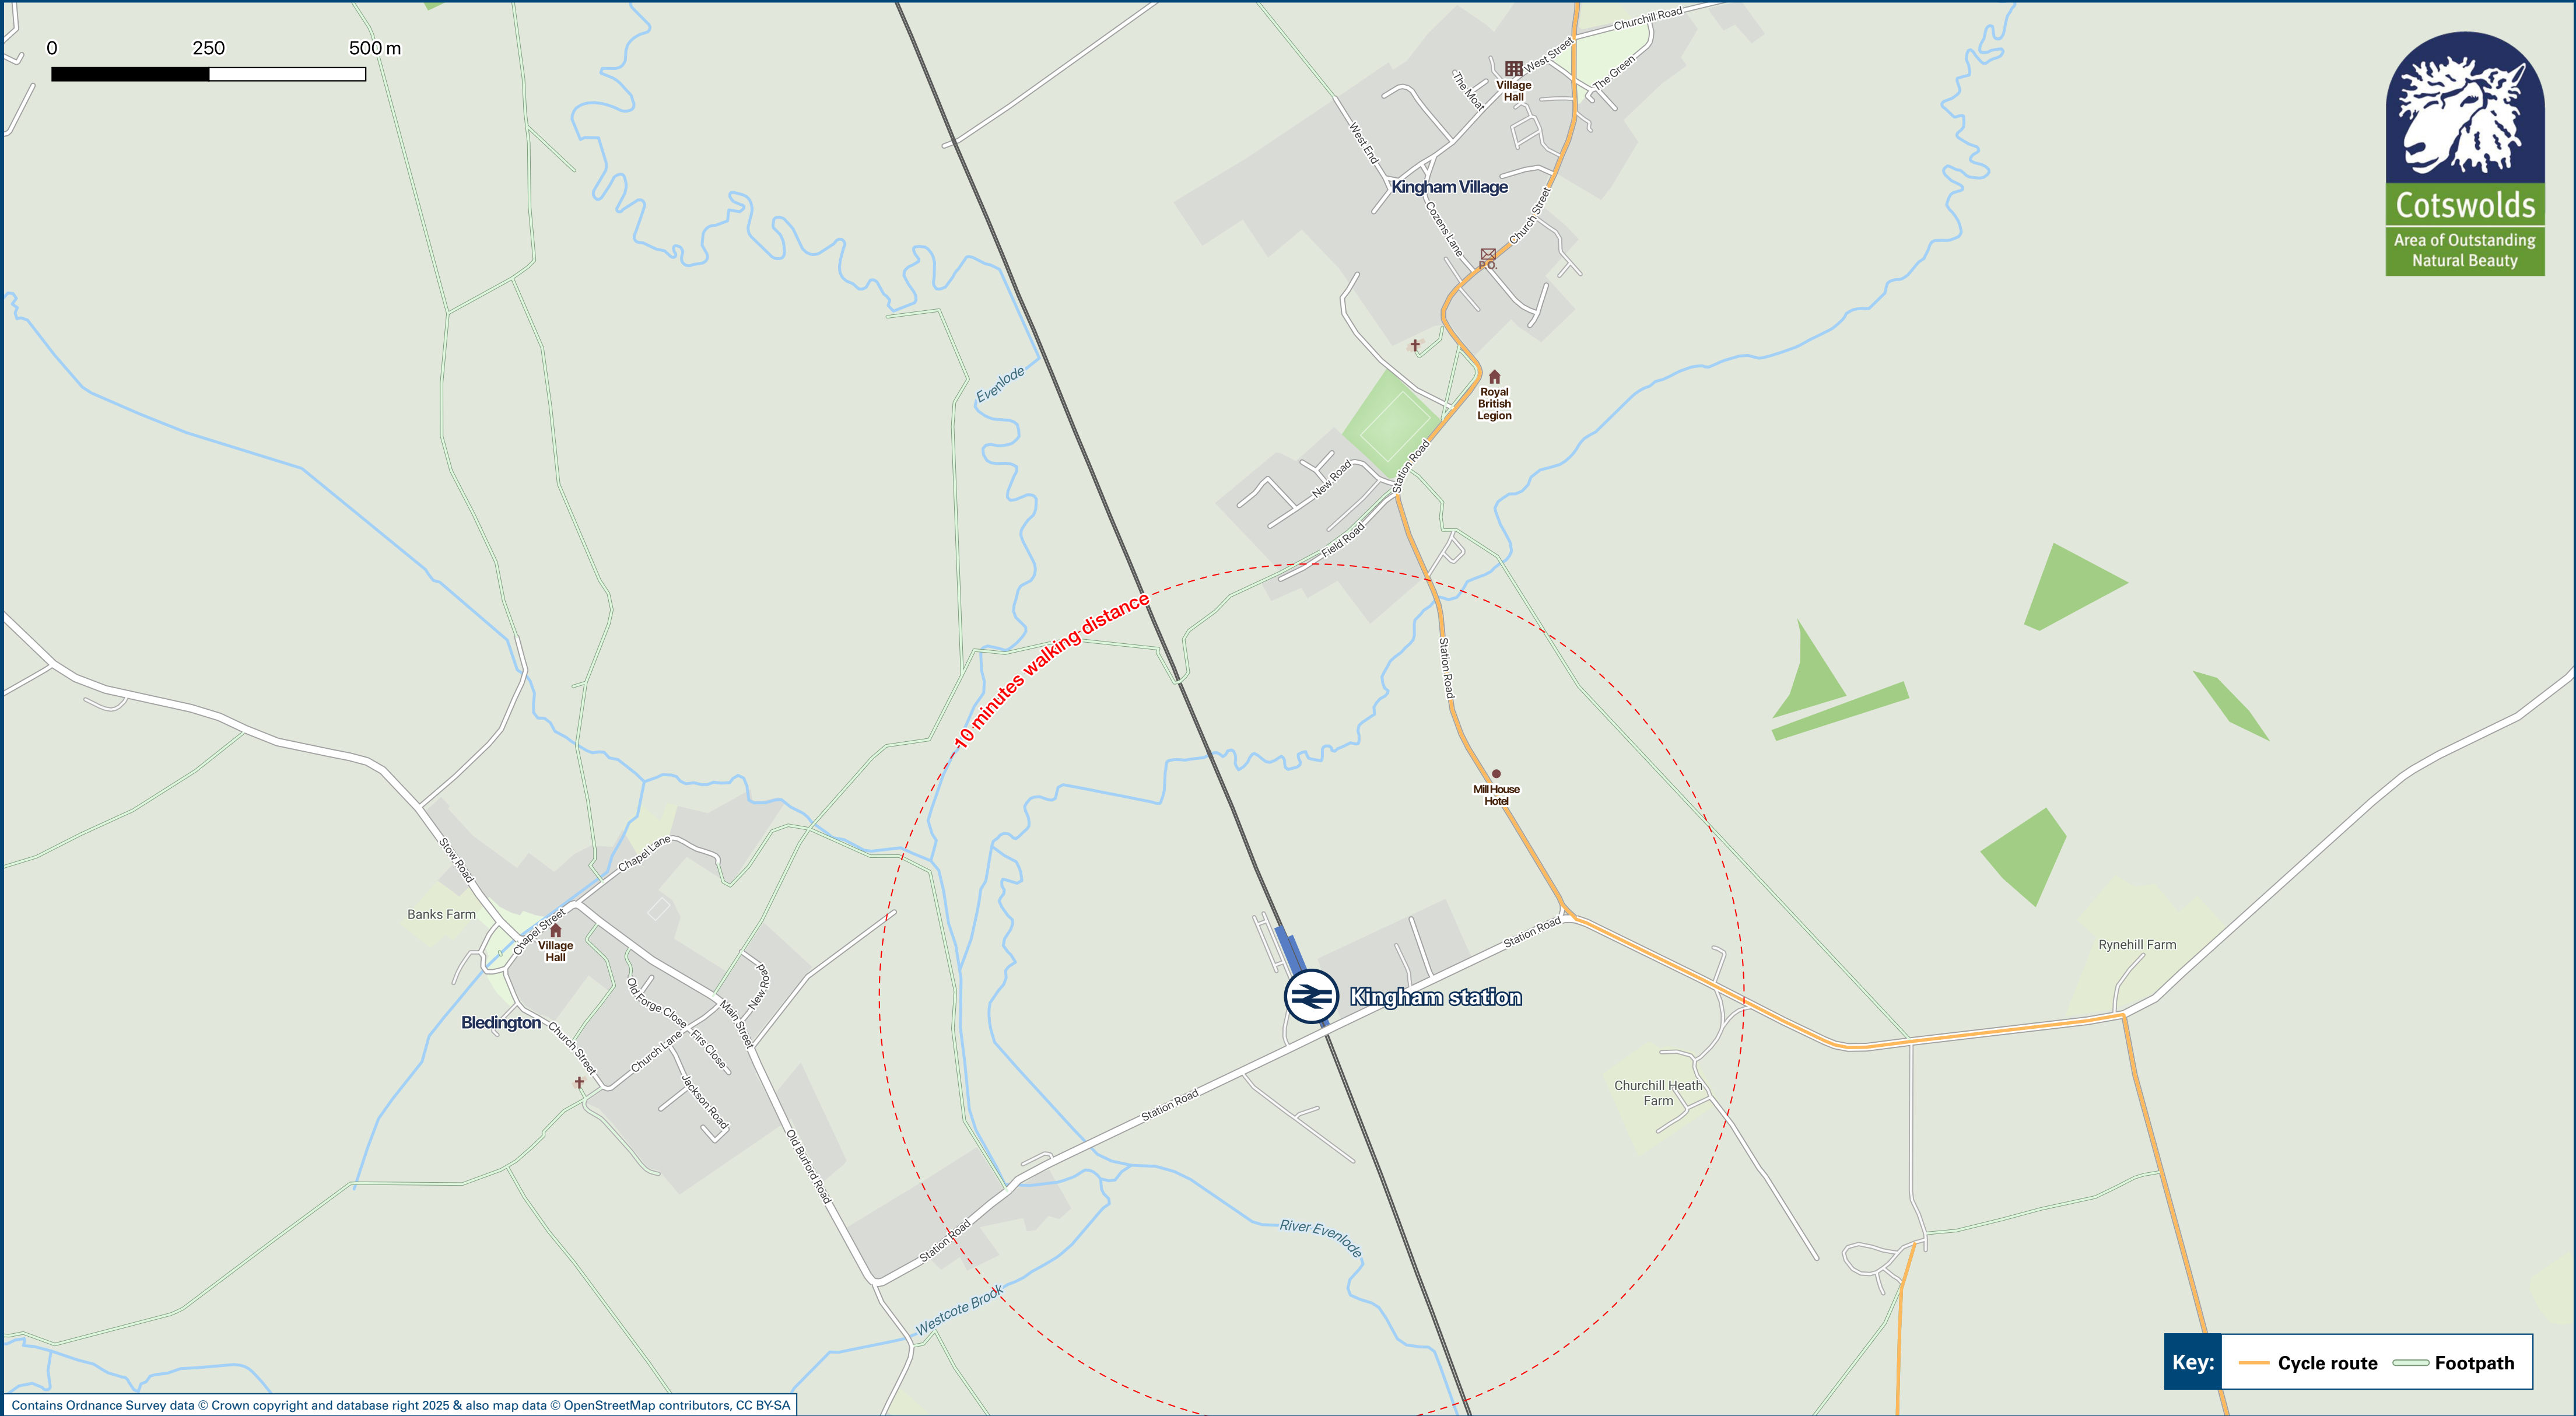 0 250 500 m
Churchill Road
West Street
The Green
The Moat
Village
Hall
West End
Kingham Village
Church Street
Cozens Lane
P.O.
Cotswolds
Area of Outstanding
Natural Beauty
Evenlode
Royal
British
Legion
Station Road
New Road
Field Road
10 minutes walking distance
Station Road
Mill House
Hotel
Stow Road
Chapel Lane
Banks Farm
Chapel Street
Village
Hall
Station Road
Rynehill Farm
New Road
Old Forge Close
Main Street
Kingham station
Bledington
Church Street
Church Lane
Firs Close
Jackson Road
Station Road
Churchill Heath
Farm
Old Burford Road
Station Road
River Evenlode
Westcote Brook
Key: Cycle route Footpath
Contains Ordnance Survey data © Crown copyright and database right 2025 & also map data © OpenStreetMap contributors, CC BY-SA